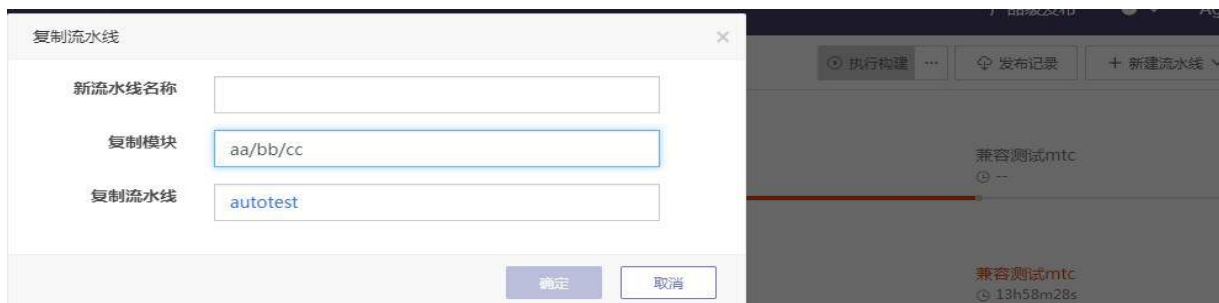 复制流水线
×
新流水线名称
复制模块
aa/bb/cc
复制流水线
autotest
确定
取消
执行构建
···
发布记录
+ 新建流水线
兼容测试mtc
--
兼容测试mtc
13h58m28s